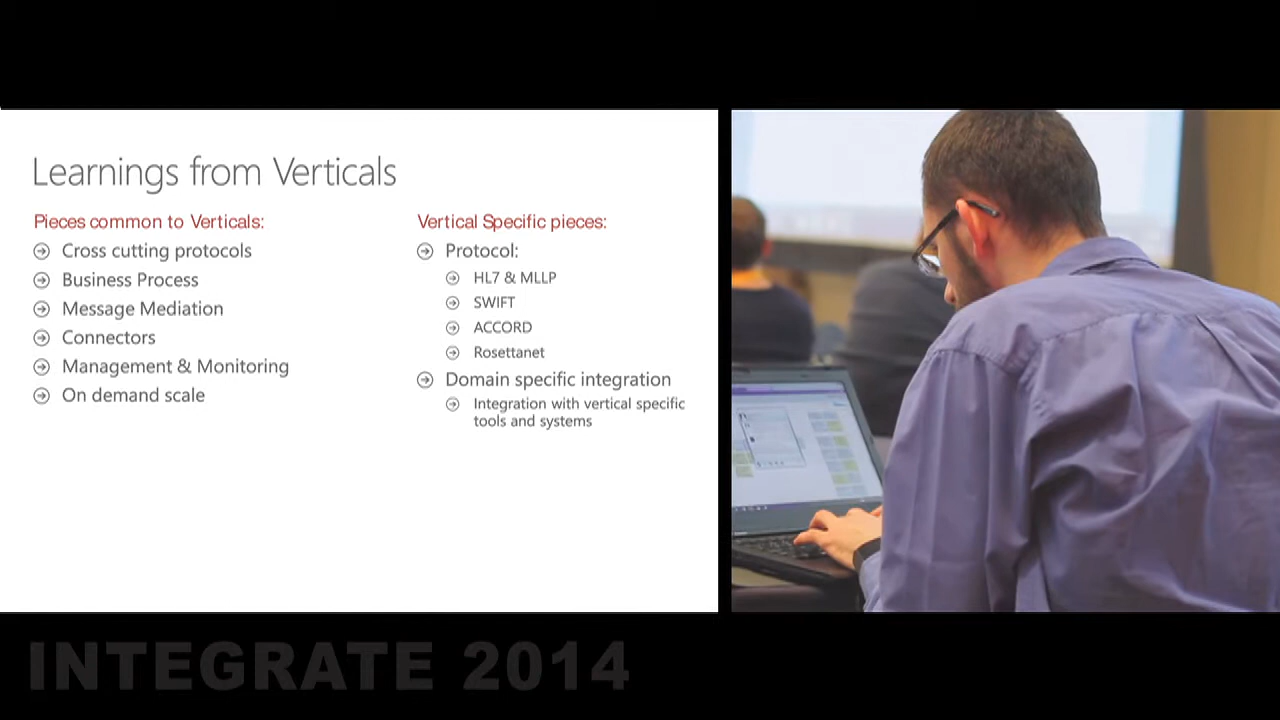 Learnings from Verticals
Pieces common to Verticals:
Cross cutting protocols
Business Process
Message Mediation
Connectors
Management & Monitoring
On demand scale
Vertical Specific pieces:
Protocol:
HL7 & MLLP
SWIFT
ACCORD
Rosettanet
Domain specific integration
Integration with vertical specific
tools and systems
INTEGRATE 2014